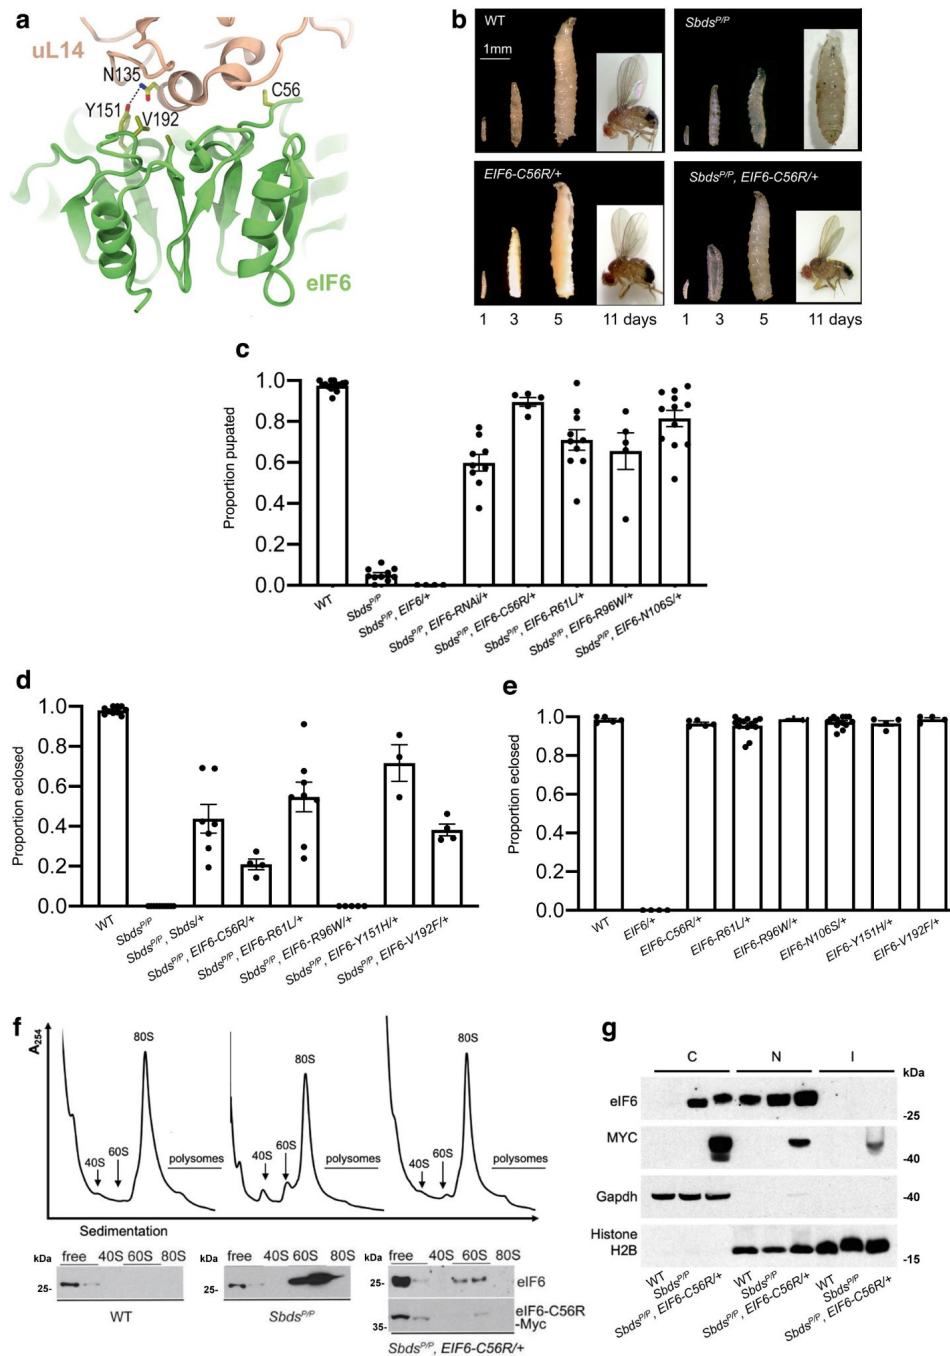 a
uL14
N135
C56
Y151
V192
eIF6
b
WT
1mm
Sbds^P/P
EIF6-C56R/+
Sbds^P/P, EIF6-C56R/+
1 3 5 11 days 1 3 5 11 days
c
Proportion pupated
1.0
0.8
0.6
0.4
0.2
0.0
WT
Sbds^P/P
Sbds^P/P, EIF6/+
Sbds^P/P, EIF6-RNAi/+
Sbds^P/P, EIF6-C56R/+
Sbds^P/P, EIF6-R61L/+
Sbds^P/P, EIF6-R96W/+
Sbds^P/P, EIF6-N106S/+
d
Proportion eclosed
1.0
0.8
0.6
0.4
0.2
0.0
WT
Sbds^P/P
Sbds^P/P, Sbds/+
Sbds^P/P, EIF6-C56R/+
Sbds^P/P, EIF6-R61L/+
Sbds^P/P, EIF6-R96W/+
Sbds^P/P, EIF6-Y151H/+
Sbds^P/P, EIF6-V192F/+
e
Proportion eclosed
1.0
0.8
0.6
0.4
0.2
0.0
WT
EIF6/+
EIF6-C56R/+
EIF6-R61L/+
EIF6-R96W/+
EIF6-N106S/+
EIF6-Y151H/+
EIF6-V192F/+
f
A254
80S
40S 60S
polysomes
80S
40S 60S
polysomes
80S
40S 60S
polysomes
Sedimentation
kDa free 40S 60S 80S
25-
WT
kDa free 40S 60S 80S
25-
Sbds^P/P
kDa free 40S 60S 80S
25-
eIF6
35-
eIF6-C56R
-Myc
Sbds^P/P, EIF6-C56R/+
g
C N I
kDa
eIF6
-25
MYC
-40
Gapdh
-40
Histone
H2B
-15
WT
Sbds^P/P
Sbds^P/P, EIF6-C56R/+
WT
Sbds^P/P
Sbds^P/P, EIF6-C56R/+
WT
Sbds^P/P
Sbds^P/P, EIF6-C56R/+